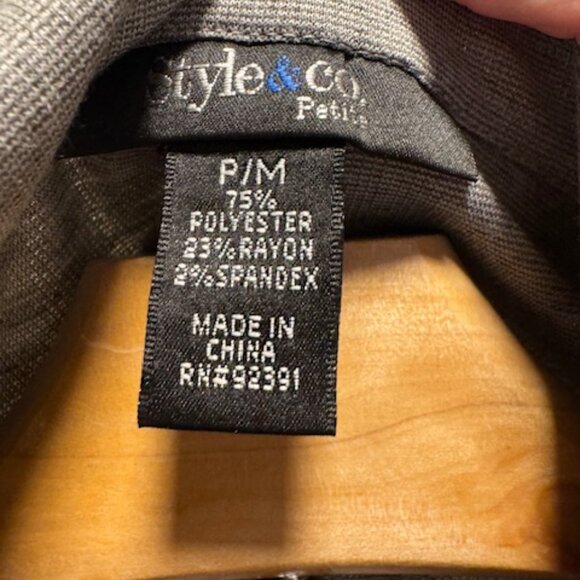 Style&Co.
Petite
P/M
75%
POLYESTER
23%RAYON
2%SPANDEX
MADE IN
CHINA
RN#92391